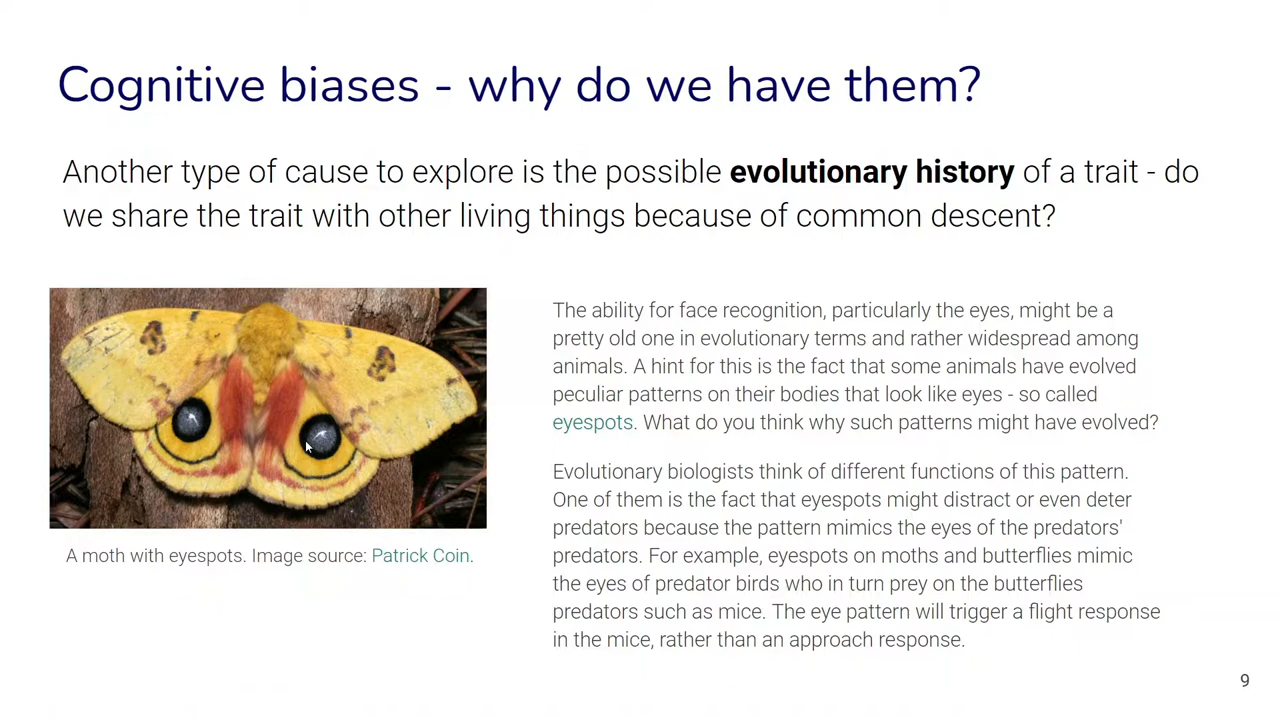 Cognitive biases - why do we have them?
Another type of cause to explore is the possible evolutionary history of a trait - do
we share the trait with other living things because of common descent?
The ability for face recognition, particularly the eyes, might be a
pretty old one in evolutionary terms and rather widespread among
animals. A hint for this is the fact that some animals have evolved
peculiar patterns on their bodies that look like eyes - so called
eyespots. What do you think why such patterns might have evolved?
Evolutionary biologists think of different functions of this pattern.
One of them is the fact that eyespots might distract or even deter
predators because the pattern mimics the eyes of the predators'
predators. For example, eyespots on moths and butterflies mimic
the eyes of predator birds who in turn prey on the butterflies
predators such as mice. The eye pattern will trigger a flight response
in the mice, rather than an approach response.
A moth with eyespots. Image source: Patrick Coin.
9